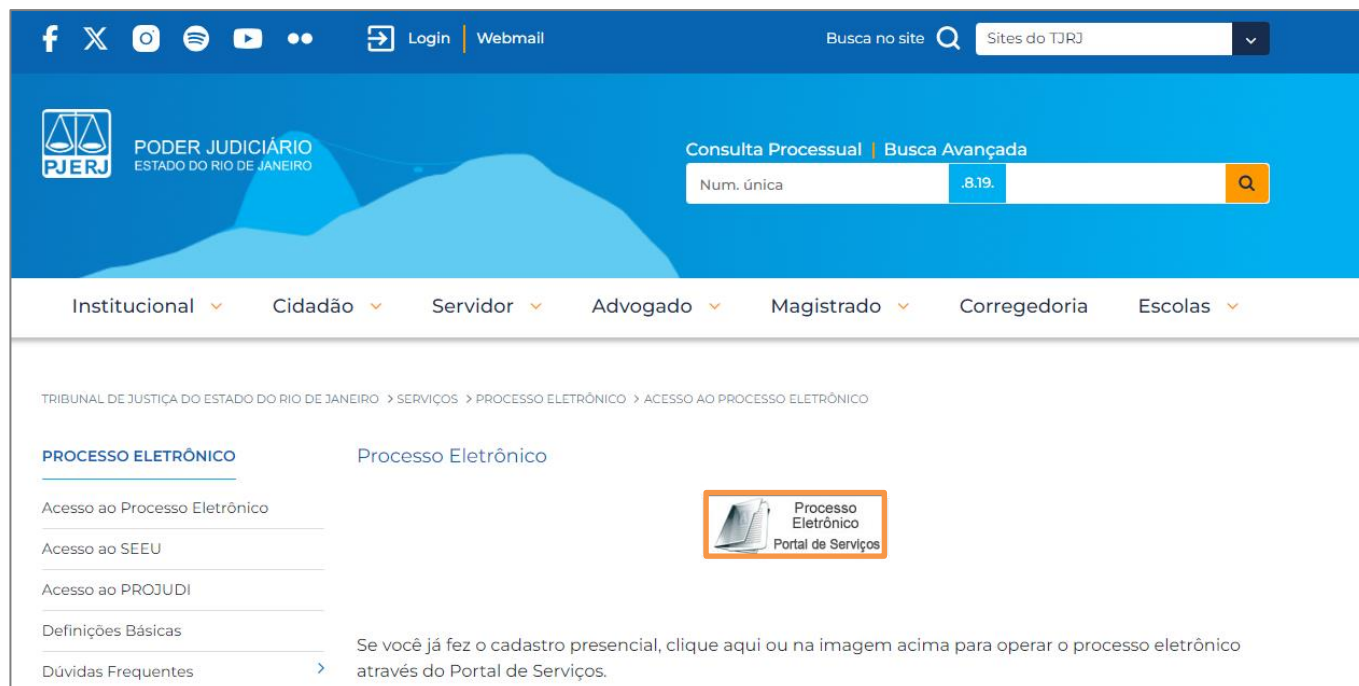 Login | Webmail
Busca no site
Sites do TJRJ
PJERJ
PODER JUDICIÁRIO
ESTADO DO RIO DE JANEIRO
Consulta Processual | Busca Avançada
Num. única
.8.19.
Institucional
Cidadão
Servidor
Advogado
Magistrado
Corregedoria
Escolas
TRIBUNAL DE JUSTIÇA DO ESTADO DO RIO DE JANEIRO > SERVIÇOS > PROCESSO ELETRÔNICO > ACESSO AO PROCESSO ELETRÔNICO
PROCESSO ELETRÔNICO
Acesso ao Processo Eletrônico
Acesso ao SEEU
Acesso ao PROJUDI
Definições Básicas
Dúvidas Frequentes
Processo Eletrônico
Processo
Eletrônico
Portal de Serviços
Se você já fez o cadastro presencial, clique aqui ou na imagem acima para operar o processo eletrônico
através do Portal de Serviços.